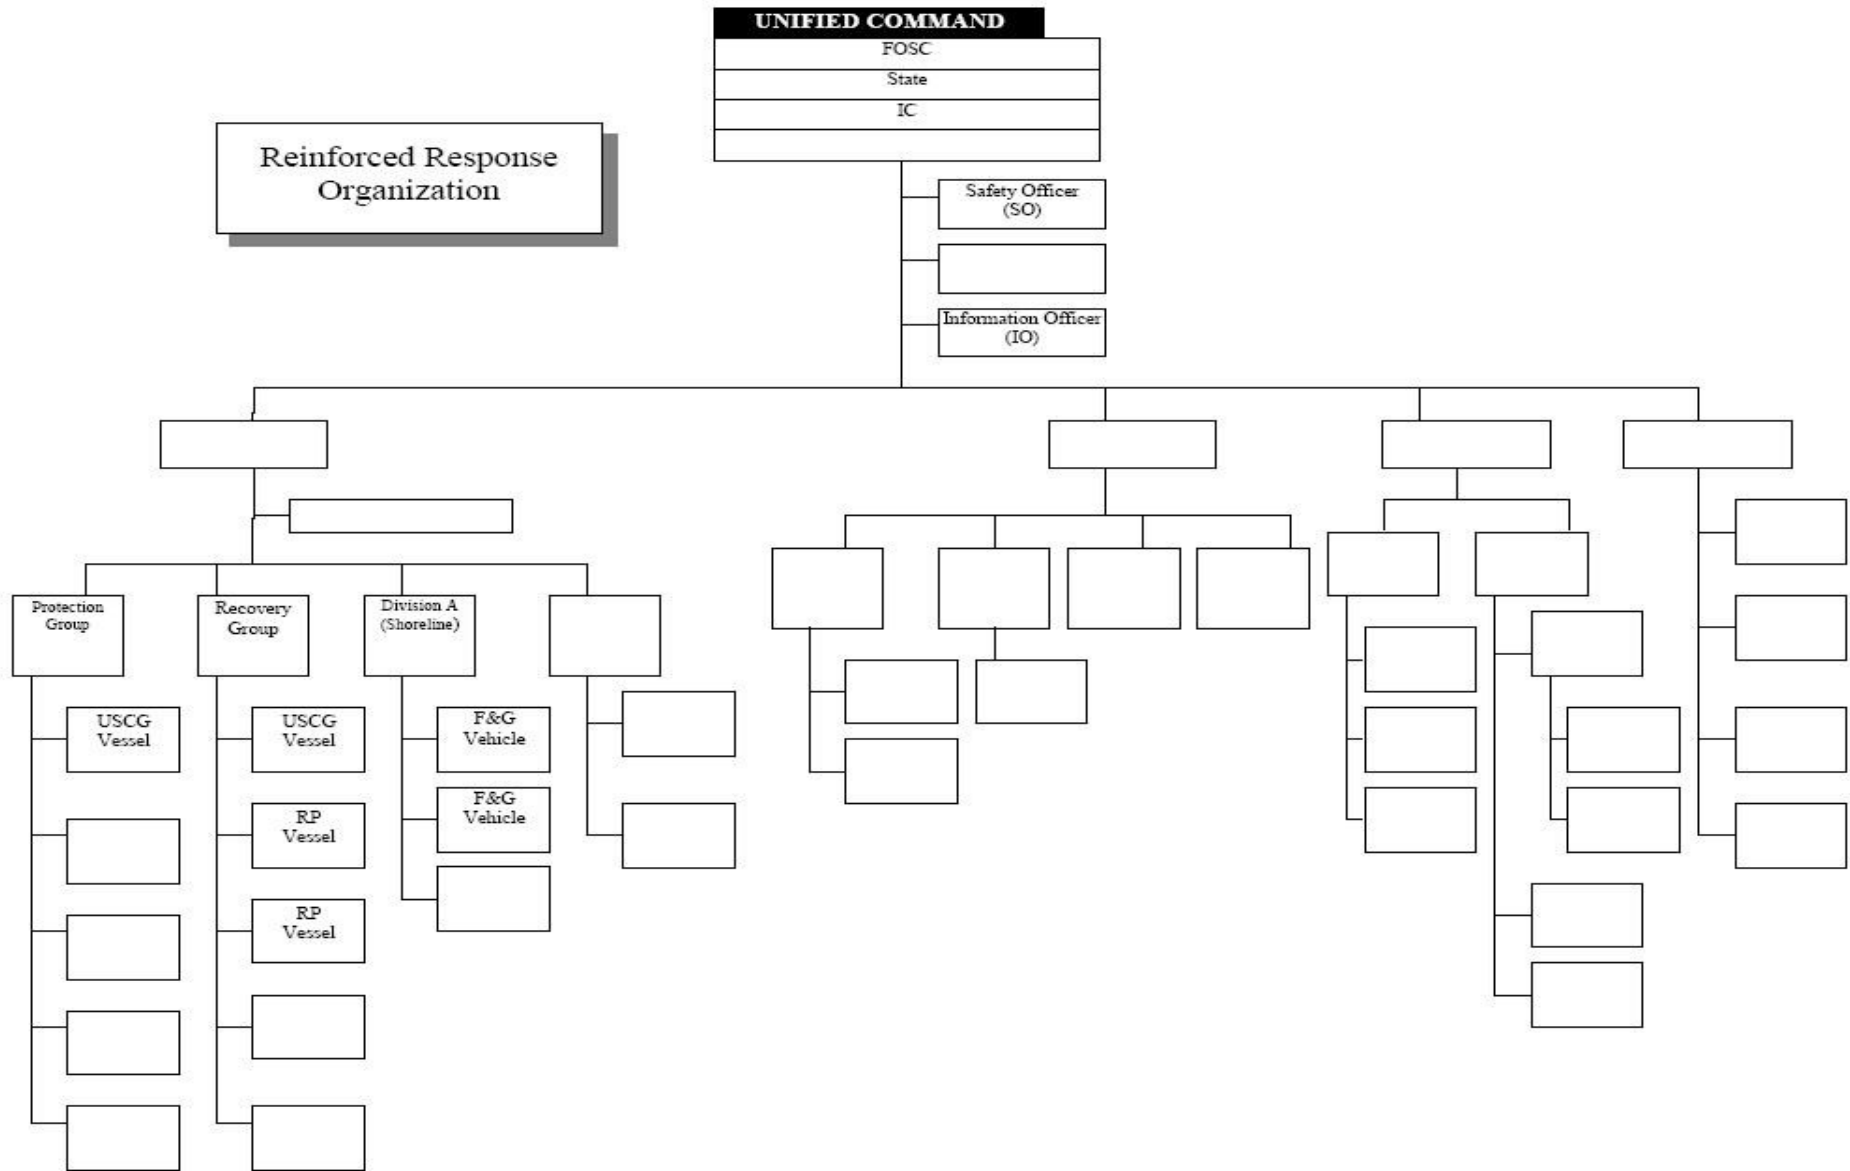 UNIFIED COMMAND
FOSC
State
IC
Reinforced Response
Organization
Safety Officer
(SO)
Information Officer
(IO)
Protection
Group
Recovery
Group
Division A
(Shoreline)
USCG
Vessel
USCG
Vessel
F&G
Vehicle
F&G
Vehicle
RP
Vessel
RP
Vessel